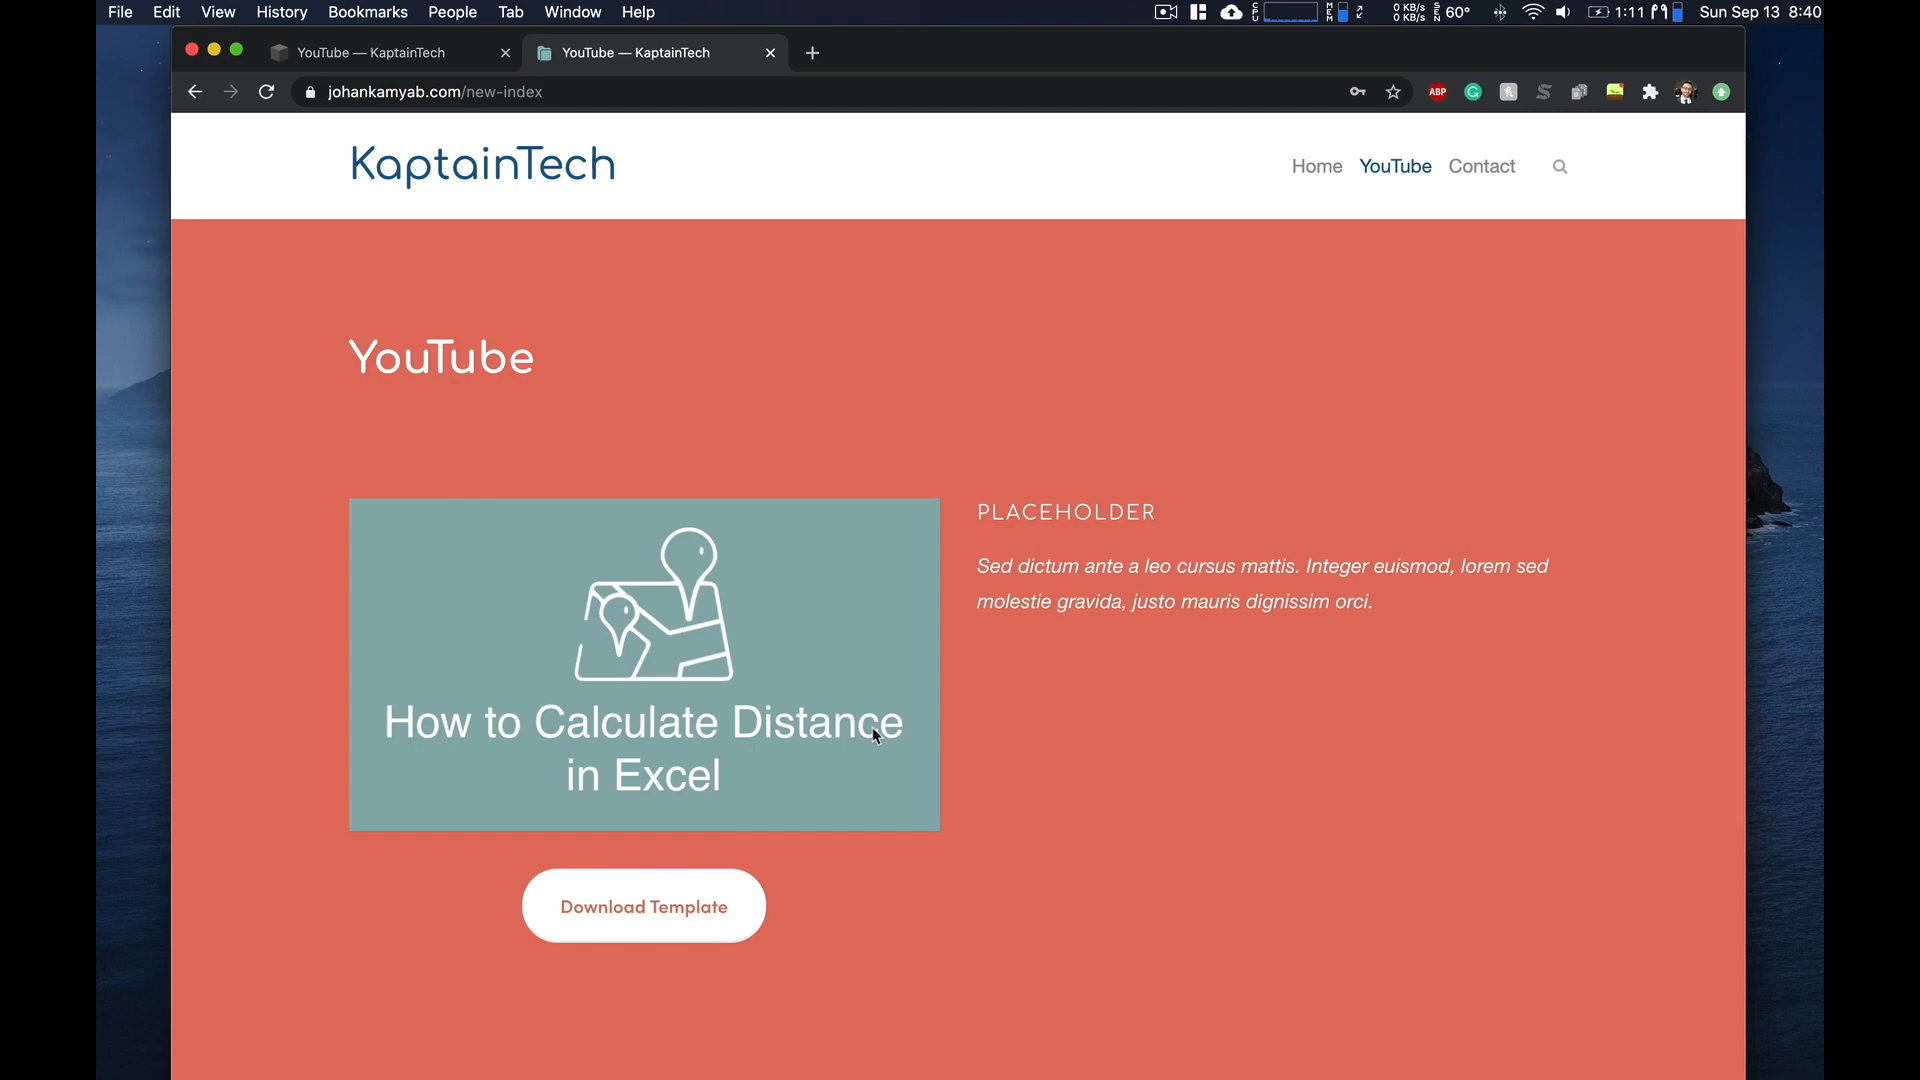 File Edit View History Bookmarks People Tab Window Help
CPU MEM 0 KB/s 0 KB/s SEN 60° 1:11 Sun Sep 13 8:40
YouTube — KaptainTech
YouTube — KaptainTech
johankamyab.com/new-index
ABP
KaptainTech
Home YouTube Contact
YouTube
How to Calculate Distance
in Excel
Download Template
PLACEHOLDER
Sed dictum ante a leo cursus mattis. Integer euismod, lorem sed
molestie gravida, justo mauris dignissim orci.